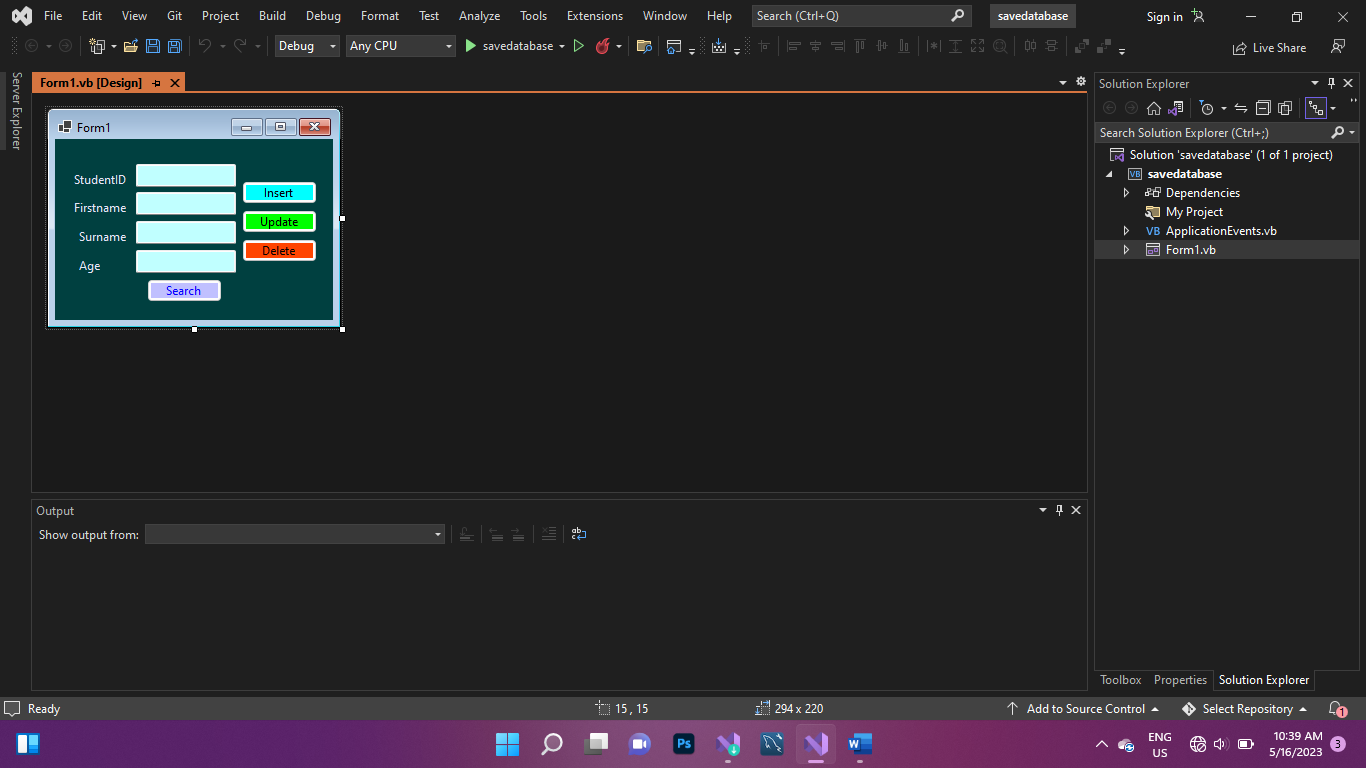 File Edit View Git Project Build Debug Format Test Analyze Tools Extensions Window Help Search (Ctrl+Q) savedatabase Sign in
Debug Any CPU savedatabase Live Share
Server Explorer
Form1.vb [Design]
Form1
StudentID
Firstname
Surname
Age
Insert
Update
Delete
Search
Output
Show output from:
Solution Explorer
Search Solution Explorer (Ctrl+;)
Solution 'savedatabase' (1 of 1 project)
VB savedatabase
Dependencies
My Project
VB ApplicationEvents.vb
Form1.vb
Toolbox Properties Solution Explorer
Ready 15 , 15 294 x 220 Add to Source Control Select Repository 1
Ps W ENG US 10:39 AM 5/16/2023 3